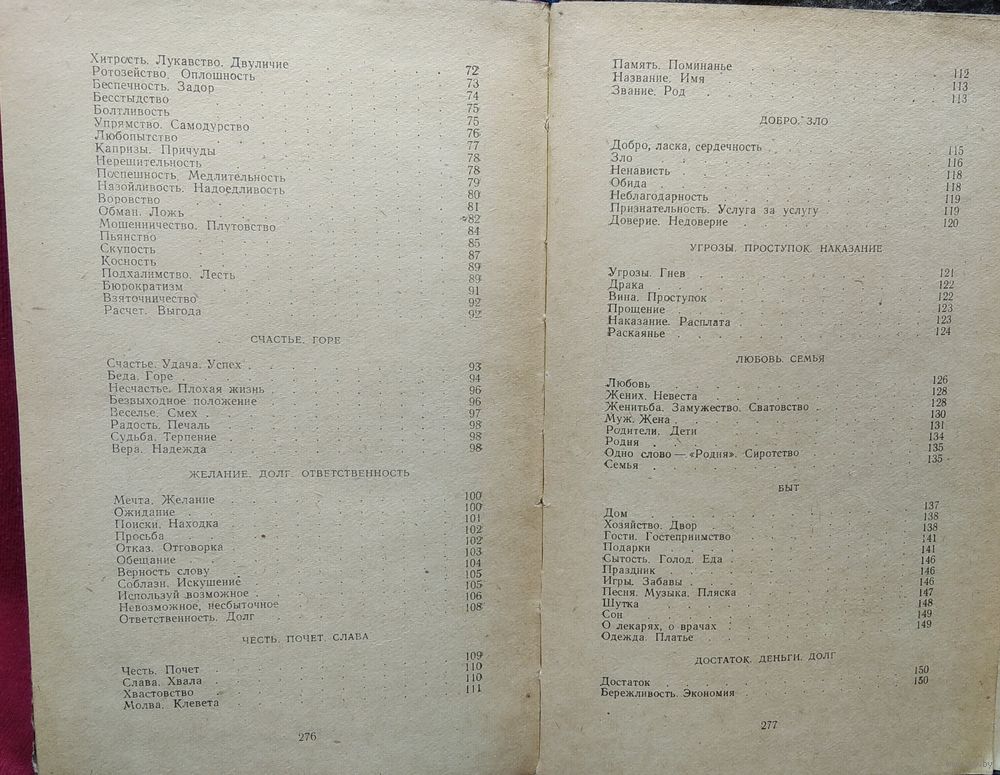 Хитрость. Лукавство. Двуличие 72
Ротозейство. Оплошность 73
Беспечность. Задор 74
Бесстыдство 75
Болтливость 75
Упрямство. Самодурство 76
Любопытство 77
Капризы. Причуды 78
Нерешительность 78
Поспешность. Медлительность 79
Назойливость. Надоедливость 80
Воровство 81
Обман. Ложь 82
Мошенничество. Плутовство 84
Пьянство 85
Скупость 87
Косность 89
Подхалимство. Лесть 89
Бюрократизм 91
Взяточничество 92
Расчет. Выгода 92
СЧАСТЬЕ. ГОРЕ
Счастье. Удача. Успех 93
Беда. Горе 94
Несчастье. Плохая жизнь 96
Безвыходное положение 96
Веселье. Смех 97
Радость. Печаль 98
Судьба. Терпение 98
Вера. Надежда 98
ЖЕЛАНИЕ. ДОЛГ. ОТВЕТСТВЕННОСТЬ
Мечта. Желание 100
Ожидание 100
Поиски. Находка 101
Просьба 102
Отказ. Отговорка 102
Обещание 103
Верность слову 104
Соблазн. Искушение 105
Используй возможное 105
Невозможное, несбыточное 106
Ответственность. Долг 108
ЧЕСТЬ. ПОЧЕТ. СЛАВА
Честь. Почет 109
Слава. Хвала 110
Хвастовство 110
Молва. Клевета 111
276
Память. Поминанье 112
Название. Имя 113
Звание. Род 113
ДОБРО, ЗЛО
Добро, ласка, сердечность 115
Зло 116
Ненависть 118
Обида 118
Неблагодарность 119
Признательность. Услуга за услугу 119
Доверие. Недоверие 120
УГРОЗЫ. ПРОСТУПОК. НАКАЗАНИЕ
Угрозы. Гнев 121
Драка 122
Вина. Проступок 122
Прощение 123
Наказание. Расплата 123
Раскаянье 124
ЛЮБОВЬ. СЕМЬЯ
Любовь 126
Жених. Невеста 128
Женитьба. Замужество. Сватовство 128
Муж. Жена 130
Родители. Дети 131
Родня 134
Одно слово — «Родня». Сиротство 135
Семья 135
БЫТ
Дом 137
Хозяйство. Двор 138
Гости. Гостеприимство 138
Подарки 141
Сытость. Голод. Еда 141
Праздник 146
Игры. Забавы 146
Песня. Музыка. Пляска 146
Шутка 147
Сон 148
О лекарях, о врачах 149
Одежда. Платье 149
ДОСТАТОК. ДЕНЬГИ. ДОЛГ
Достаток 150
Бережливость. Экономия 150
277